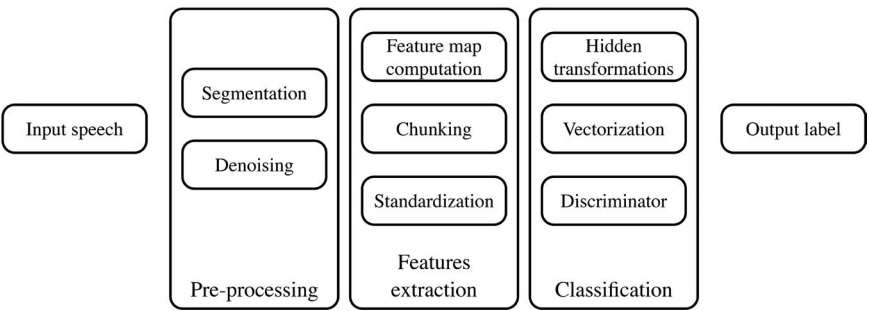 Input speech
Segmentation
Denoising
Pre-processing
Feature map
computation
Chunking
Standardization
Features
extraction
Hidden
transformations
Vectorization
Discriminator
Classification
Output label